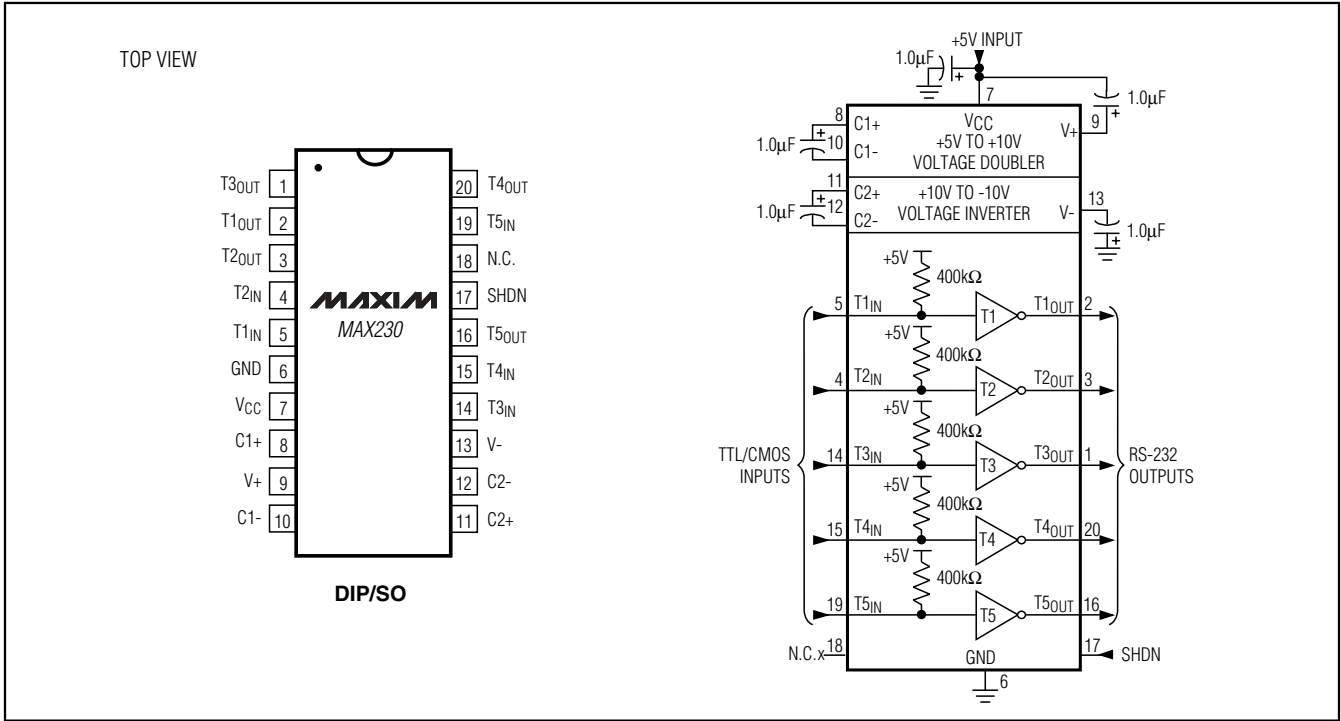 TOP VIEW
T3OUT 1
T1OUT 2
T2OUT 3
T2IN 4
T1IN 5
GND 6
VCC 7
C1+ 8
V+ 9
C1- 10
20 T4OUT
19 T5IN
18 N.C.
17 SHDN
16 T5OUT
15 T4IN
14 T3IN
13 V-
12 C2-
11 C2+
MAXIM
MAX230
DIP/SO
+5V INPUT
1.0µF
+
7
1.0µF
+
8 C1+
1.0µF
+
10 C1-
VCC
+5V TO +10V
VOLTAGE DOUBLER
V+ 9
11 C2+
1.0µF
+
12 C2-
+10V TO -10V
VOLTAGE INVERTER
V- 13
1.0µF
+
+5V
400kΩ
5 T1IN T1 T1OUT 2
+5V
400kΩ
4 T2IN T2 T2OUT 3
+5V
400kΩ
TTL/CMOS
INPUTS
14 T3IN T3 T3OUT 1
RS-232
OUTPUTS
+5V
400kΩ
15 T4IN T4 T4OUT 20
+5V
400kΩ
19 T5IN T5 T5OUT 16
N.C.x 18
GND
17 SHDN
6